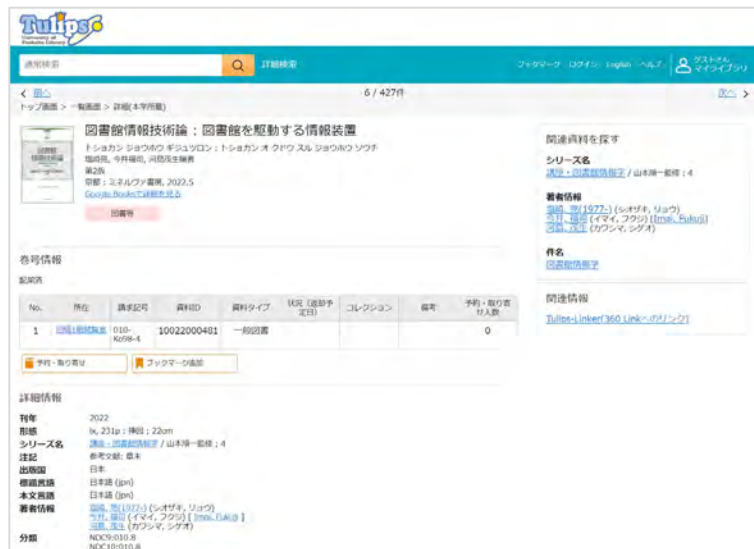 Tulips
University of Tsukuba Library
通常検索
詳細検索
ブックマーク ログイン English ヘルプ
ゲストさん
マイライブラリ
前へ
6 / 427件
次へ
トップ画面 > 一覧画面 > 詳細(本学所蔵)
図書館情報技術論：図書館を駆動する情報装置
トショカン ジョウホウ ギジュツロン : トショカン オ クドウ スル ジョウホウ ソウチ
塩崎亮, 今井福司, 河島茂生編著
第2版
京都 : ミネルヴァ書房, 2022.5
Google Booksで詳細を見る
図書等
関連資料を探す
シリーズ名
講座・図書館情報学 / 山本順一監修 ; 4
著者情報
塩崎, 亮(1977-) (シオザキ, リョウ)
今井, 福司 (イマイ, フクジ) [Imai, Fukuji]
河島, 茂生 (カワシマ, シゲオ)
件名
図書館情報学
関連情報
Tulips-Linker(360 Linkへのリンク)
巻号情報
配架済
No. 所在 請求記号 資料ID 資料タイプ 状況（返却予定日） コレクション 備考 予約・取り寄せ人数
1 010-Ko98-4 10022000481 一般図書 0
予約・取り寄せ
ブックマーク追加
詳細情報
刊年 2022
形態 ix, 231p : 挿図 ; 22cm
シリーズ名 講座・図書館情報学 / 山本順一監修 ; 4
注記 参考文献: 章末
出版国 日本
標題言語 日本語 (jpn)
本文言語 日本語 (jpn)
著者情報 塩崎, 亮(1977-) (シオザキ, リョウ)
今井, 福司 (イマイ, フクジ) [ Imai, Fukuji ]
河島, 茂生 (カワシマ, シゲオ)
分類 NDC9:010.8
NDC10:010.8